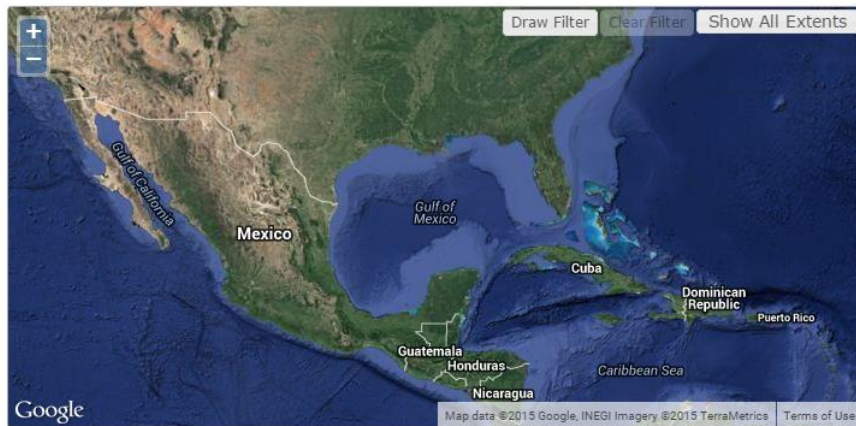 +
−
Draw Filter
Clear Filter
Show All Extents
Gulf of California
Mexico
Gulf of
Mexico
Cuba
Dominican
Republic
Puerto Rico
Guatemala
Honduras
Nicaragua
Caribbean Sea
Google
Map data ©2015 Google, INEGI Imagery ©2015 TerraMetrics
Terms of Use